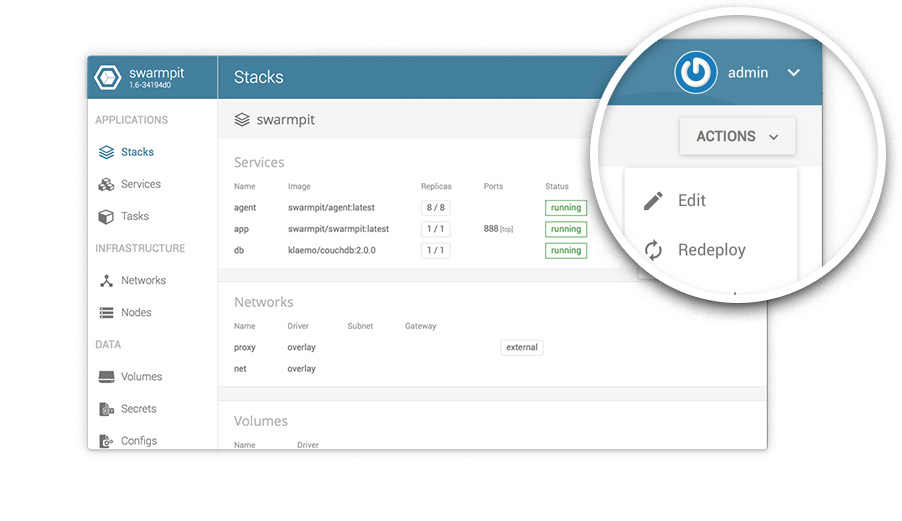 swarmpit
1.6-34194d0
Stacks
admin
APPLICATIONS
Stacks
Services
Tasks
INFRASTRUCTURE
Networks
Nodes
DATA
Volumes
Secrets
Configs
swarmpit
ACTIONS
Edit
Redeploy
Services
Name Image Replicas Ports Status
agent swarmpit/agent:latest 8 / 8 running
app swarmpit/swarmpit:latest 1 / 1 888 [tcp] running
db klaemo/couchdb:2.0.0 1 / 1 running
Networks
Name Driver Subnet Gateway
proxy overlay external
net overlay
Volumes
Name Driver